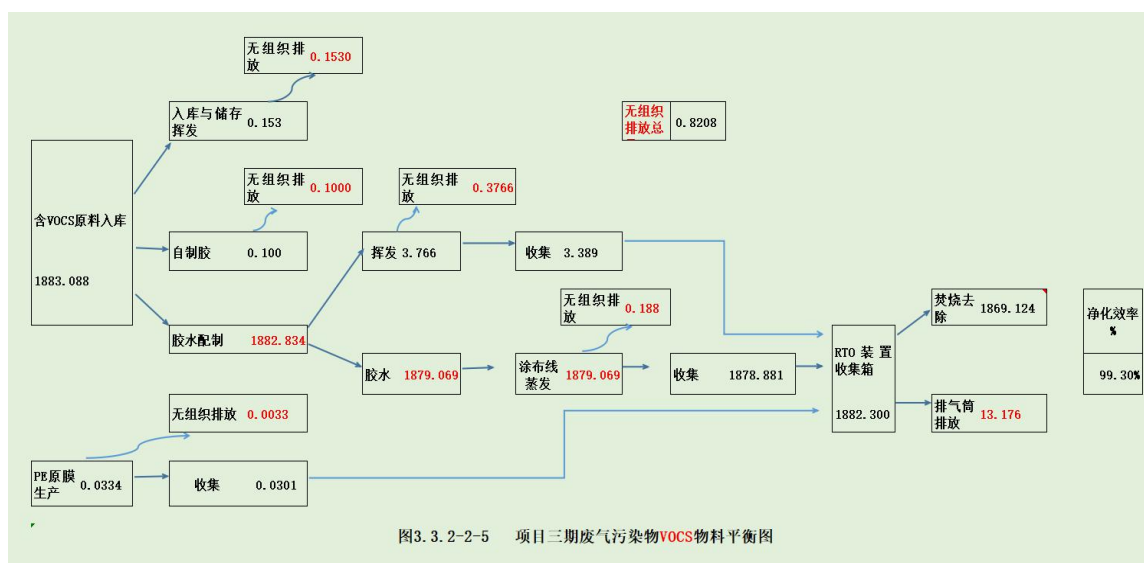 无组织排
放 0.1530
入库与储存
挥发 0.153
无组织
排放总
0.8208
含VOCS原料入库
1883.088
无组织排
放 0.1000
无组织排
放 0.3766
自制胶 0.100
挥发 3.766
收集 3.389
无组织排
放 0.188
焚烧去
除 1869.124
净化效率
%
99.30%
胶水配制 1882.834
胶水 1879.069
涂布线
蒸发 1879.069
收集 1878.881
RTO 装 置
收集箱
1882.300
无组织排放 0.0033
排气筒
排放 13.176
PE原膜
生产 0.0334
收集 0.0301
图3.3.2-2-5 项目三期废气污染物VOCS物料平衡图